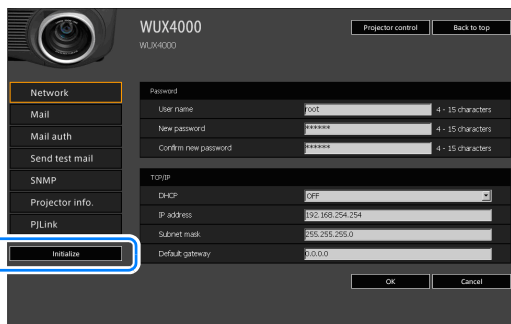 WUX4000
WUX4000
Projector control
Back to top
Network
Mail
Mail auth
Send test mail
SNMP
Projector info.
PJLink
Initialize
Password
User name root 4 - 15 characters
New password ****** 4 - 15 characters
Confirm new password ****** 4 - 15 characters
TCP/IP
DHCP OFF
IP address 192.168.254.254
Subnet mask 255.255.255.0
Default gateway 0.0.0.0
OK Cancel